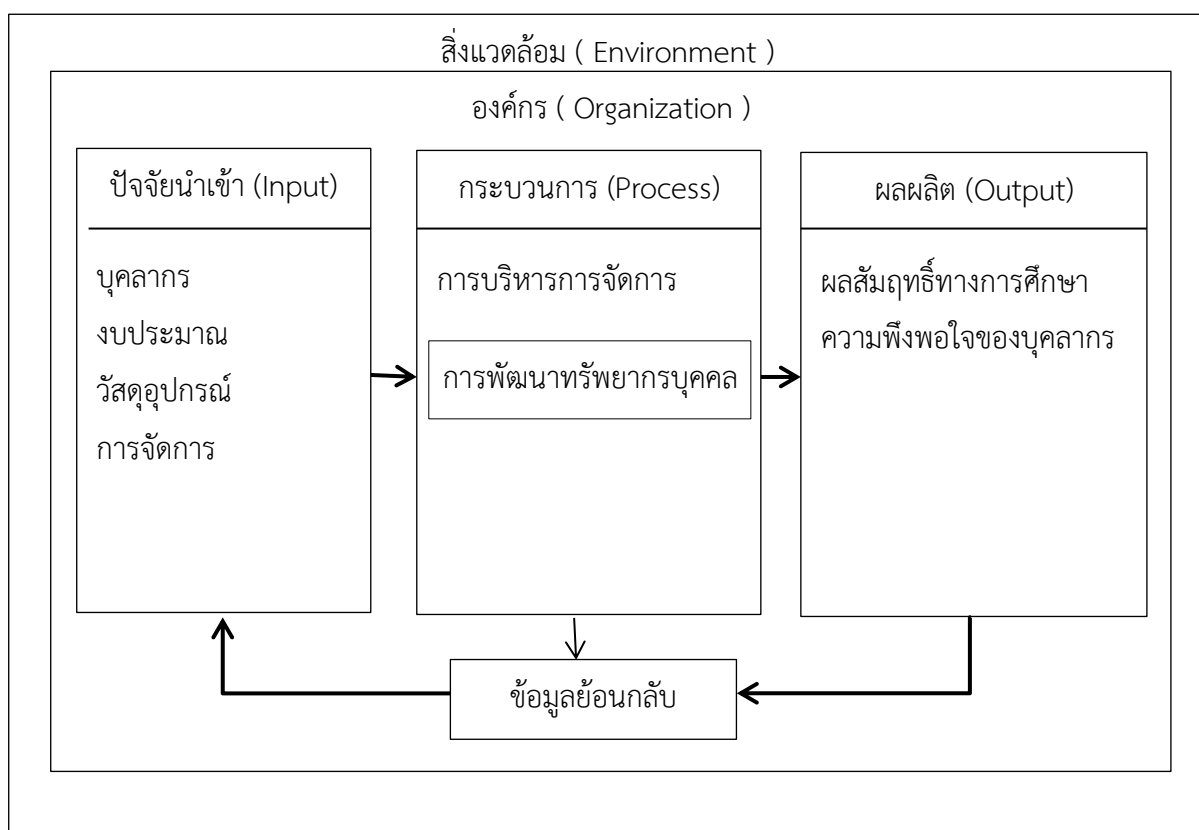 สิ่งแวดล้อม ( Environment )
องค์กร ( Organization )
ปัจจัยนำเข้า (Input)
บุคลากร
งบประมาณ
วัสดุอุปกรณ์
การจัดการ
กระบวนการ (Process)
การบริหารการจัดการ
การพัฒนาทรัพยากรบุคคล
ผลผลิต (Output)
ผลสัมฤทธิ์ทางการศึกษา
ความพึงพอใจของบุคลากร
ข้อมูลย้อนกลับ